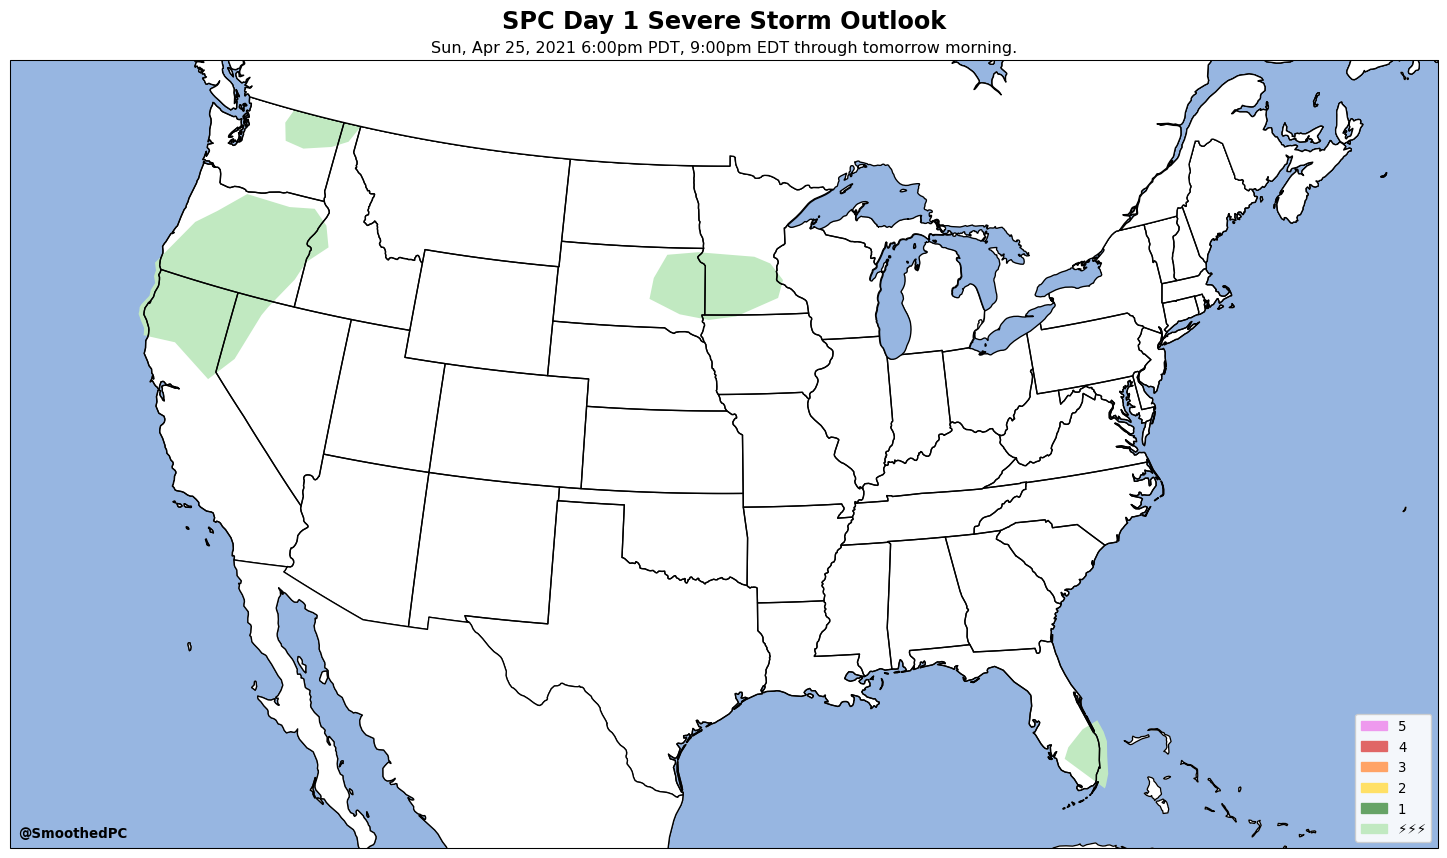 SPC Day 1 Severe Storm Outlook
Sun, Apr 25, 2021 6:00pm PDT, 9:00pm EDT through tomorrow morning.
5
4
3
2
1
⚡⚡⚡
@SmoothedPC